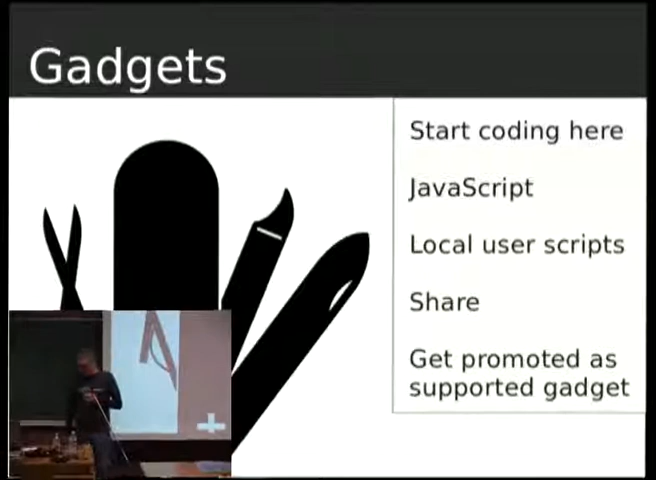 Gadgets
Start coding here
JavaScript
Local user scripts
Share
Get promoted as
supported gadget